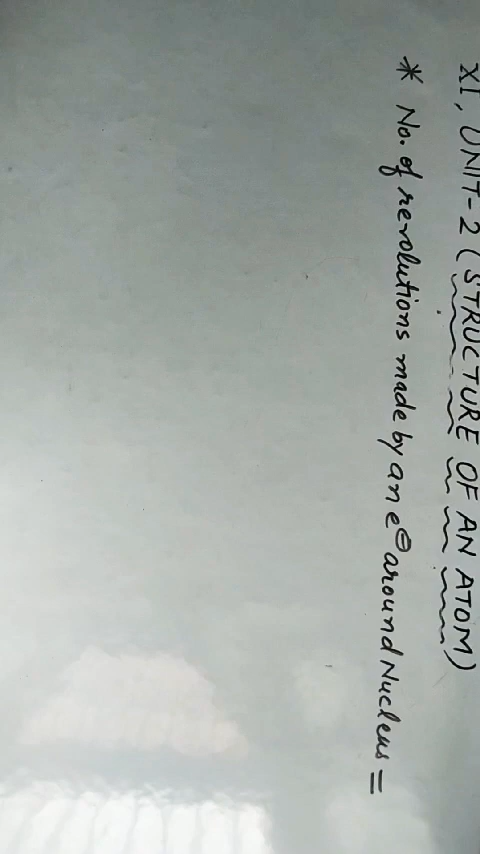 XI, UNIT-2 (STRUCTURE OF AN ATOM)
* No. of revolutions made by an e⊖ around Nucleus =